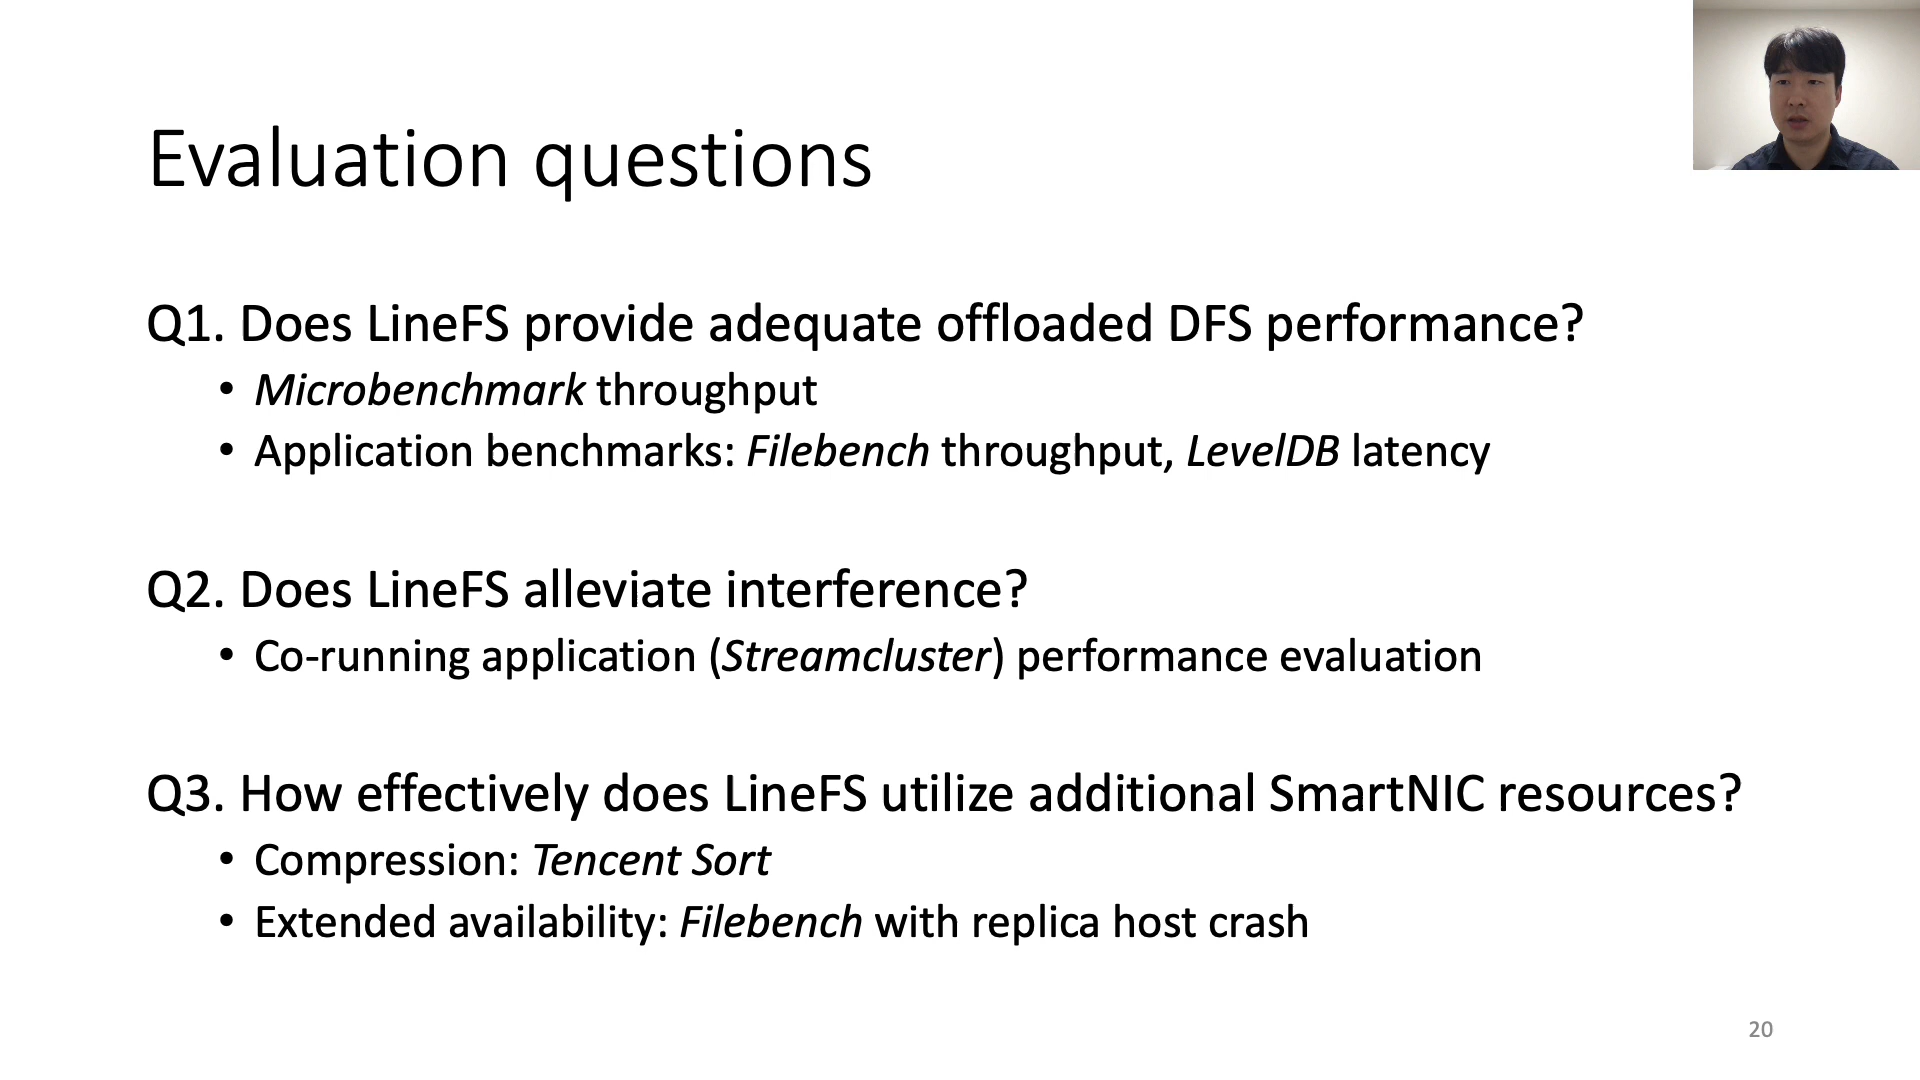 Evaluation questions
Q1. Does LineFS provide adequate offloaded DFS performance?
• Microbenchmark throughput
• Application benchmarks: Filebench throughput, LevelDB latency
Q2. Does LineFS alleviate interference?
• Co-running application (Streamcluster) performance evaluation
Q3. How effectively does LineFS utilize additional SmartNIC resources?
• Compression: Tencent Sort
• Extended availability: Filebench with replica host crash
20